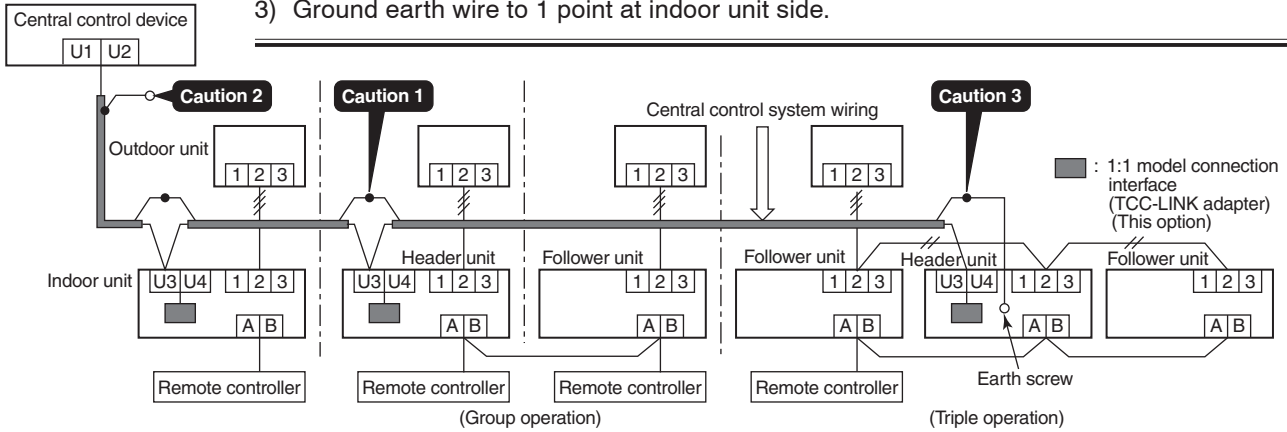 3) Ground earth wire to 1 point at indoor unit side.
Central control device
U1 U2
Caution 2
Caution 1
Central control system wiring
Caution 3
Outdoor unit
1 2 3
1 2 3
1 2 3
1 2 3
: 1:1 model connection
interface
(TCC-LINK adapter)
(This option)
Indoor unit
U3 U4
1 2 3
A B
Header unit
U3 U4
1 2 3
A B
Follower unit
1 2 3
A B
Follower unit
1 2 3
A B
Header unit
U3 U4
1 2 3
A B
Follower unit
1 2 3
A B
Remote controller
Remote controller
Remote controller
Remote controller
Earth screw
(Group operation)
(Triple operation)